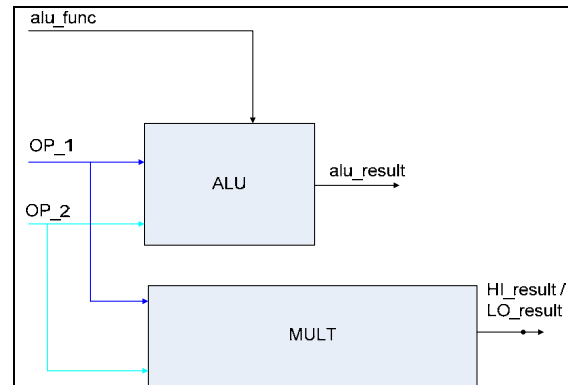 alu_func
OP_1
ALU
alu_result
OP_2
HI_result /
LO_result
MULT